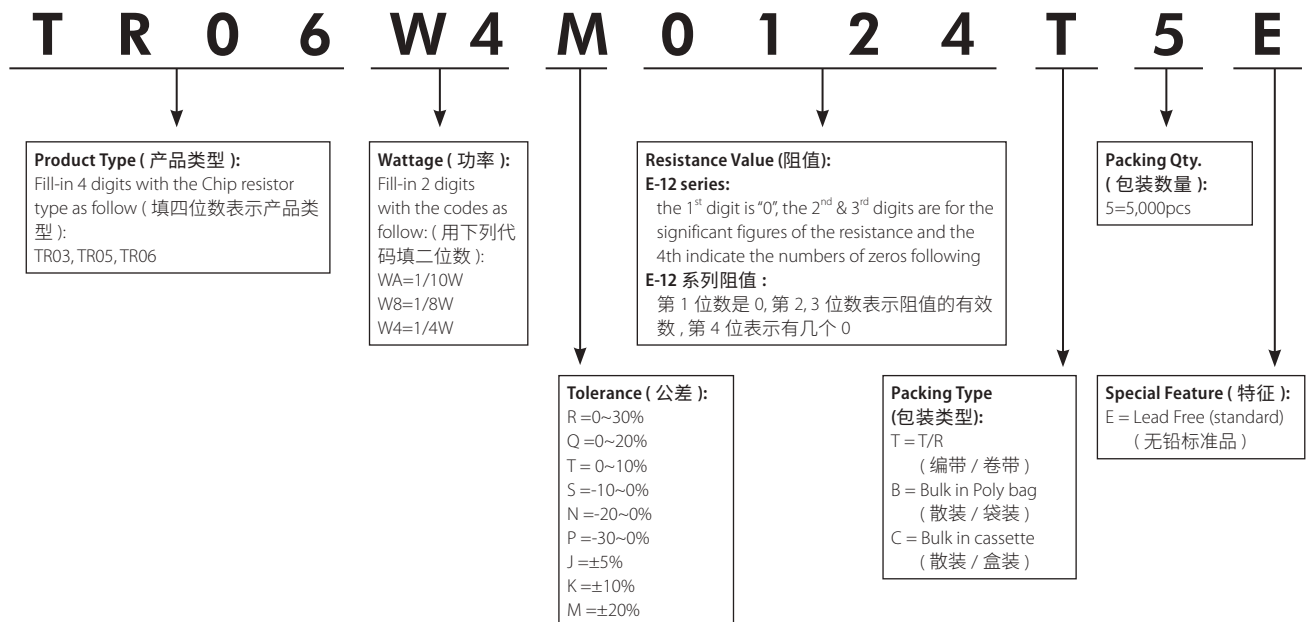 T R 0 6 W 4 M 0 1 2 4 T 5 E
Product Type ( 产品类型 ):
Fill-in 4 digits with the Chip resistor
type as follow ( 填四位数表示产品类
型 ):
TR03, TR05, TR06
Wattage ( 功率 ):
Fill-in 2 digits
with the codes as
follow: ( 用下列代
码填二位数 ):
WA=1/10W
W8=1/8W
W4=1/4W
Resistance Value (阻值):
E-12 series:
the 1st digit is “0”, the 2nd & 3rd digits are for the
significant figures of the resistance and the
4th indicate the numbers of zeros following
E-12 系列阻值 :
第 1 位数是 0, 第 2, 3 位数表示阻值的有效
数 , 第 4 位表示有几个 0
Packing Qty.
( 包装数量 ):
5=5,000pcs
Tolerance ( 公差 ):
R =0~30%
Q =0~20%
T = 0~10%
S =-10~0%
N =-20~0%
P =-30~0%
J =±5%
K =±10%
M =±20%
Packing Type
(包装类型):
T = T/R
( 编带 / 卷带 )
B = Bulk in Poly bag
( 散装 / 袋装 )
C = Bulk in cassette
( 散装 / 盒装 )
Special Feature ( 特征 ):
E = Lead Free (standard)
( 无铅标准品 )